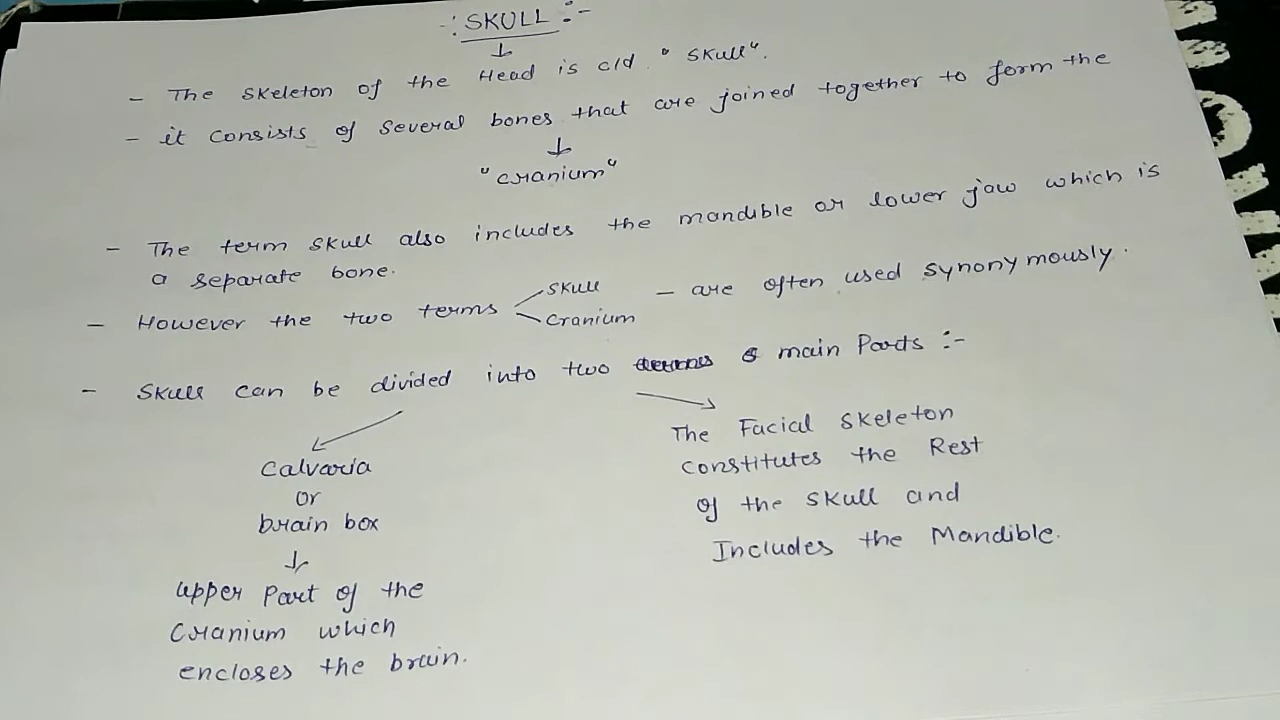 -: SKULL :-
↓
- The skeleton of the Head is c/d "skull".
- it consists of several bones that are joined together to form the
↓
"cranium"
- The term skull also includes the mandible or lower jaw which is
a separate bone.
- However the two terms skull cranium - are often used synonymously.
- Skull can be divided into two main Parts :-
Calvaria
or
brain box
↓
upper part of the
Cranium which
encloses the brain.
The Facial skeleton
constitutes the Rest
of the skull and
Includes the Mandible.